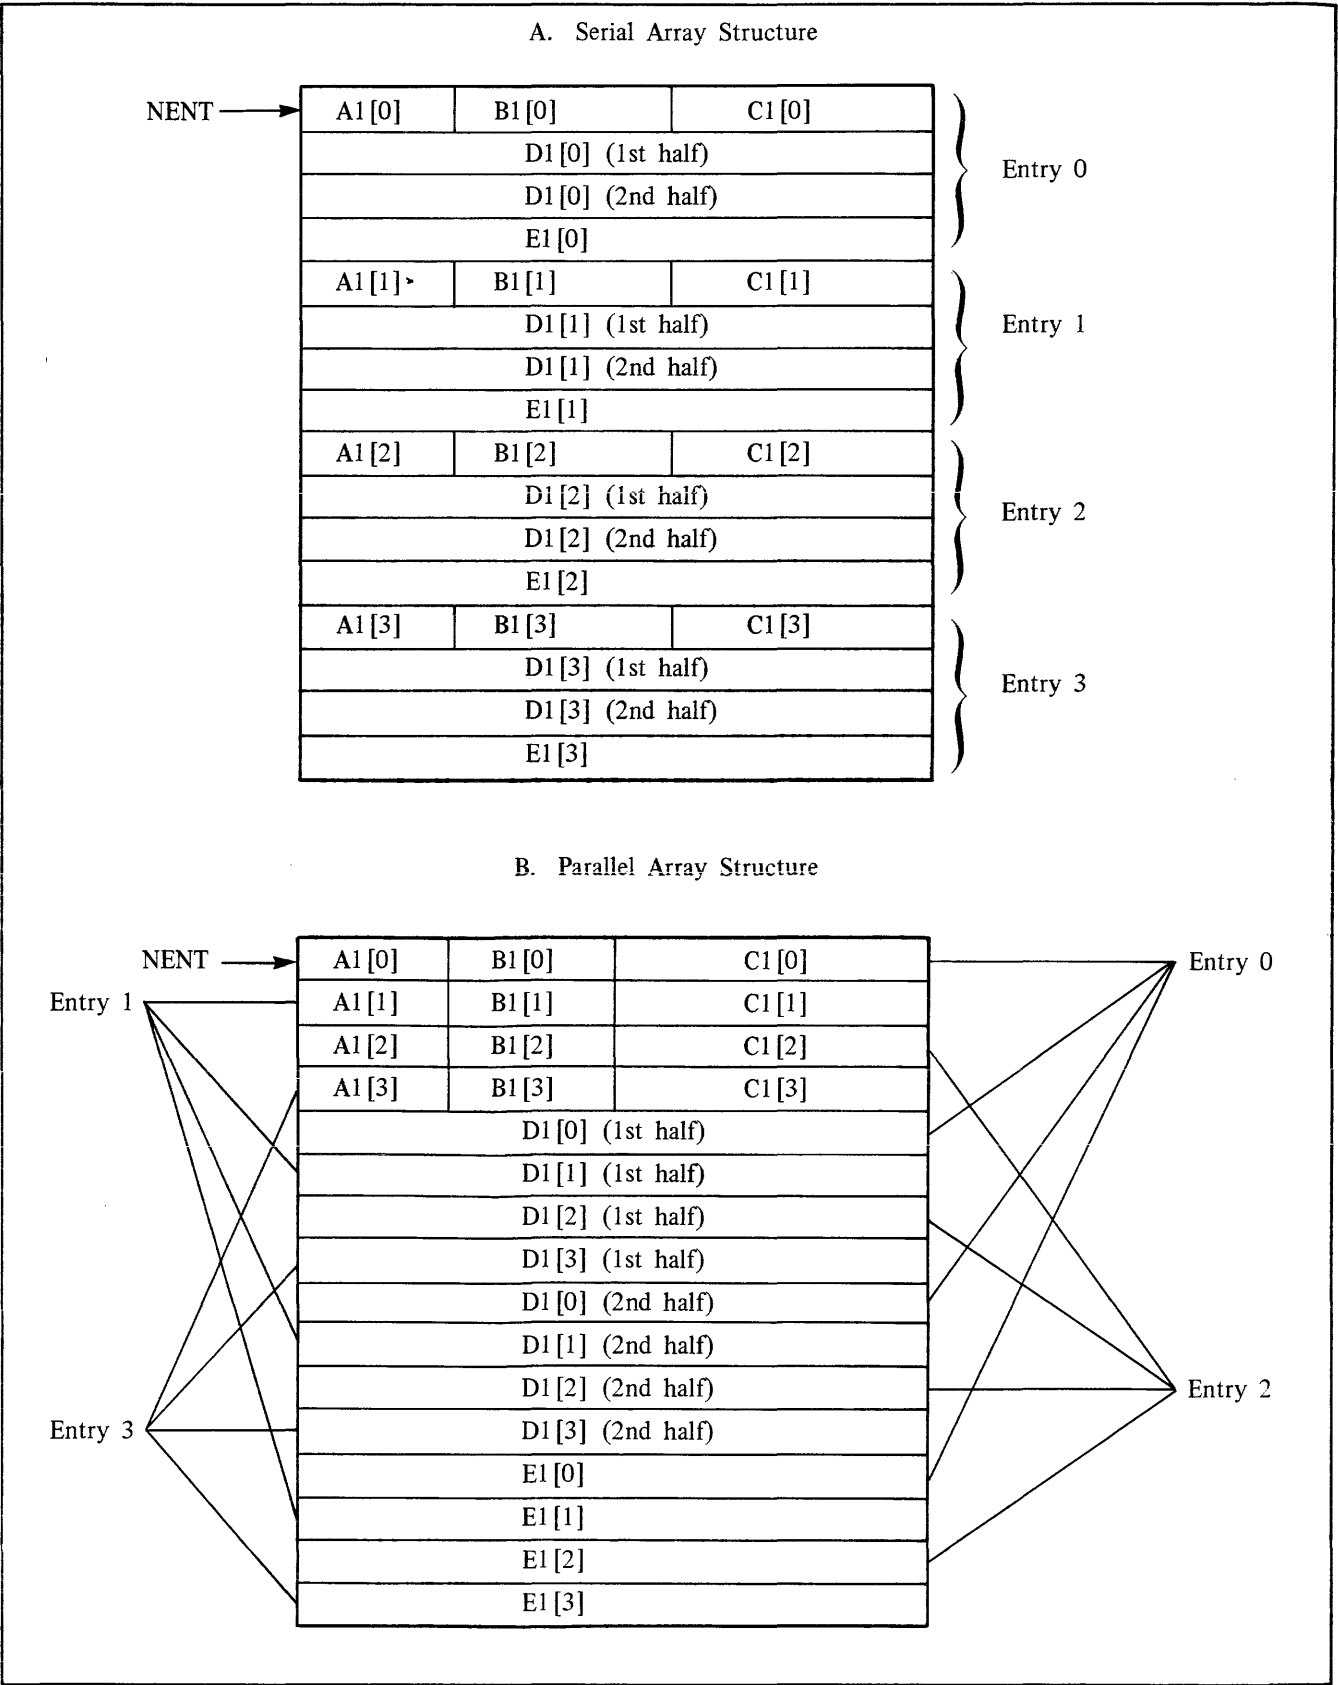 A. Serial Array Structure
NENT A1[0] B1[0] C1[0]
D1[0] (1st half)
Entry 0
D1[0] (2nd half)
E1[0]
A1[1] B1[1] C1[1]
D1[1] (1st half) Entry 1
D1[1] (2nd half)
E1[1]
A1[2] B1[2] C1[2]
D1[2] (1st half)
Entry 2
D1[2] (2nd half)
E1[2]
A1[3] B1[3] C1[3]
D1[3] (1st half)
Entry 3
D1[3] (2nd half)
E1[3]
B. Parallel Array Structure
NENT A1[0] B1[0] C1[0] Entry 0
Entry 1 A1[1] B1[1] C1[1]
A1[2] B1[2] C1[2]
A1[3] B1[3] C1[3]
D1[0] (1st half)
D1[1] (1st half)
D1[2] (1st half)
D1[3] (1st half)
D1[0] (2nd half)
D1[1] (2nd half)
D1[2] (2nd half) Entry 2
Entry 3 D1[3] (2nd half)
E1[0]
E1[1]
E1[2]
E1[3]